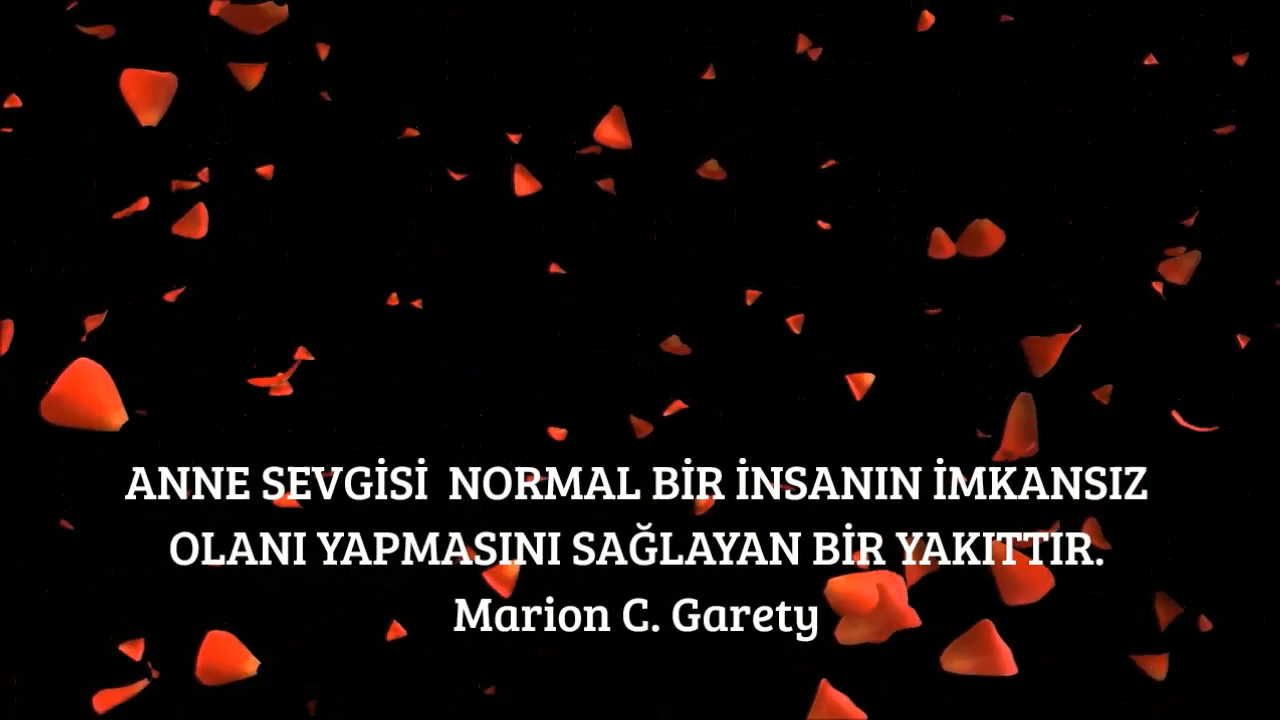 ANNE SEVGİSİ  NORMAL BİR İNSANIN İMKANSIZ
OLANI YAPMASINI SAĞLAYAN BİR YAKITTIR.
Marion C. Garety